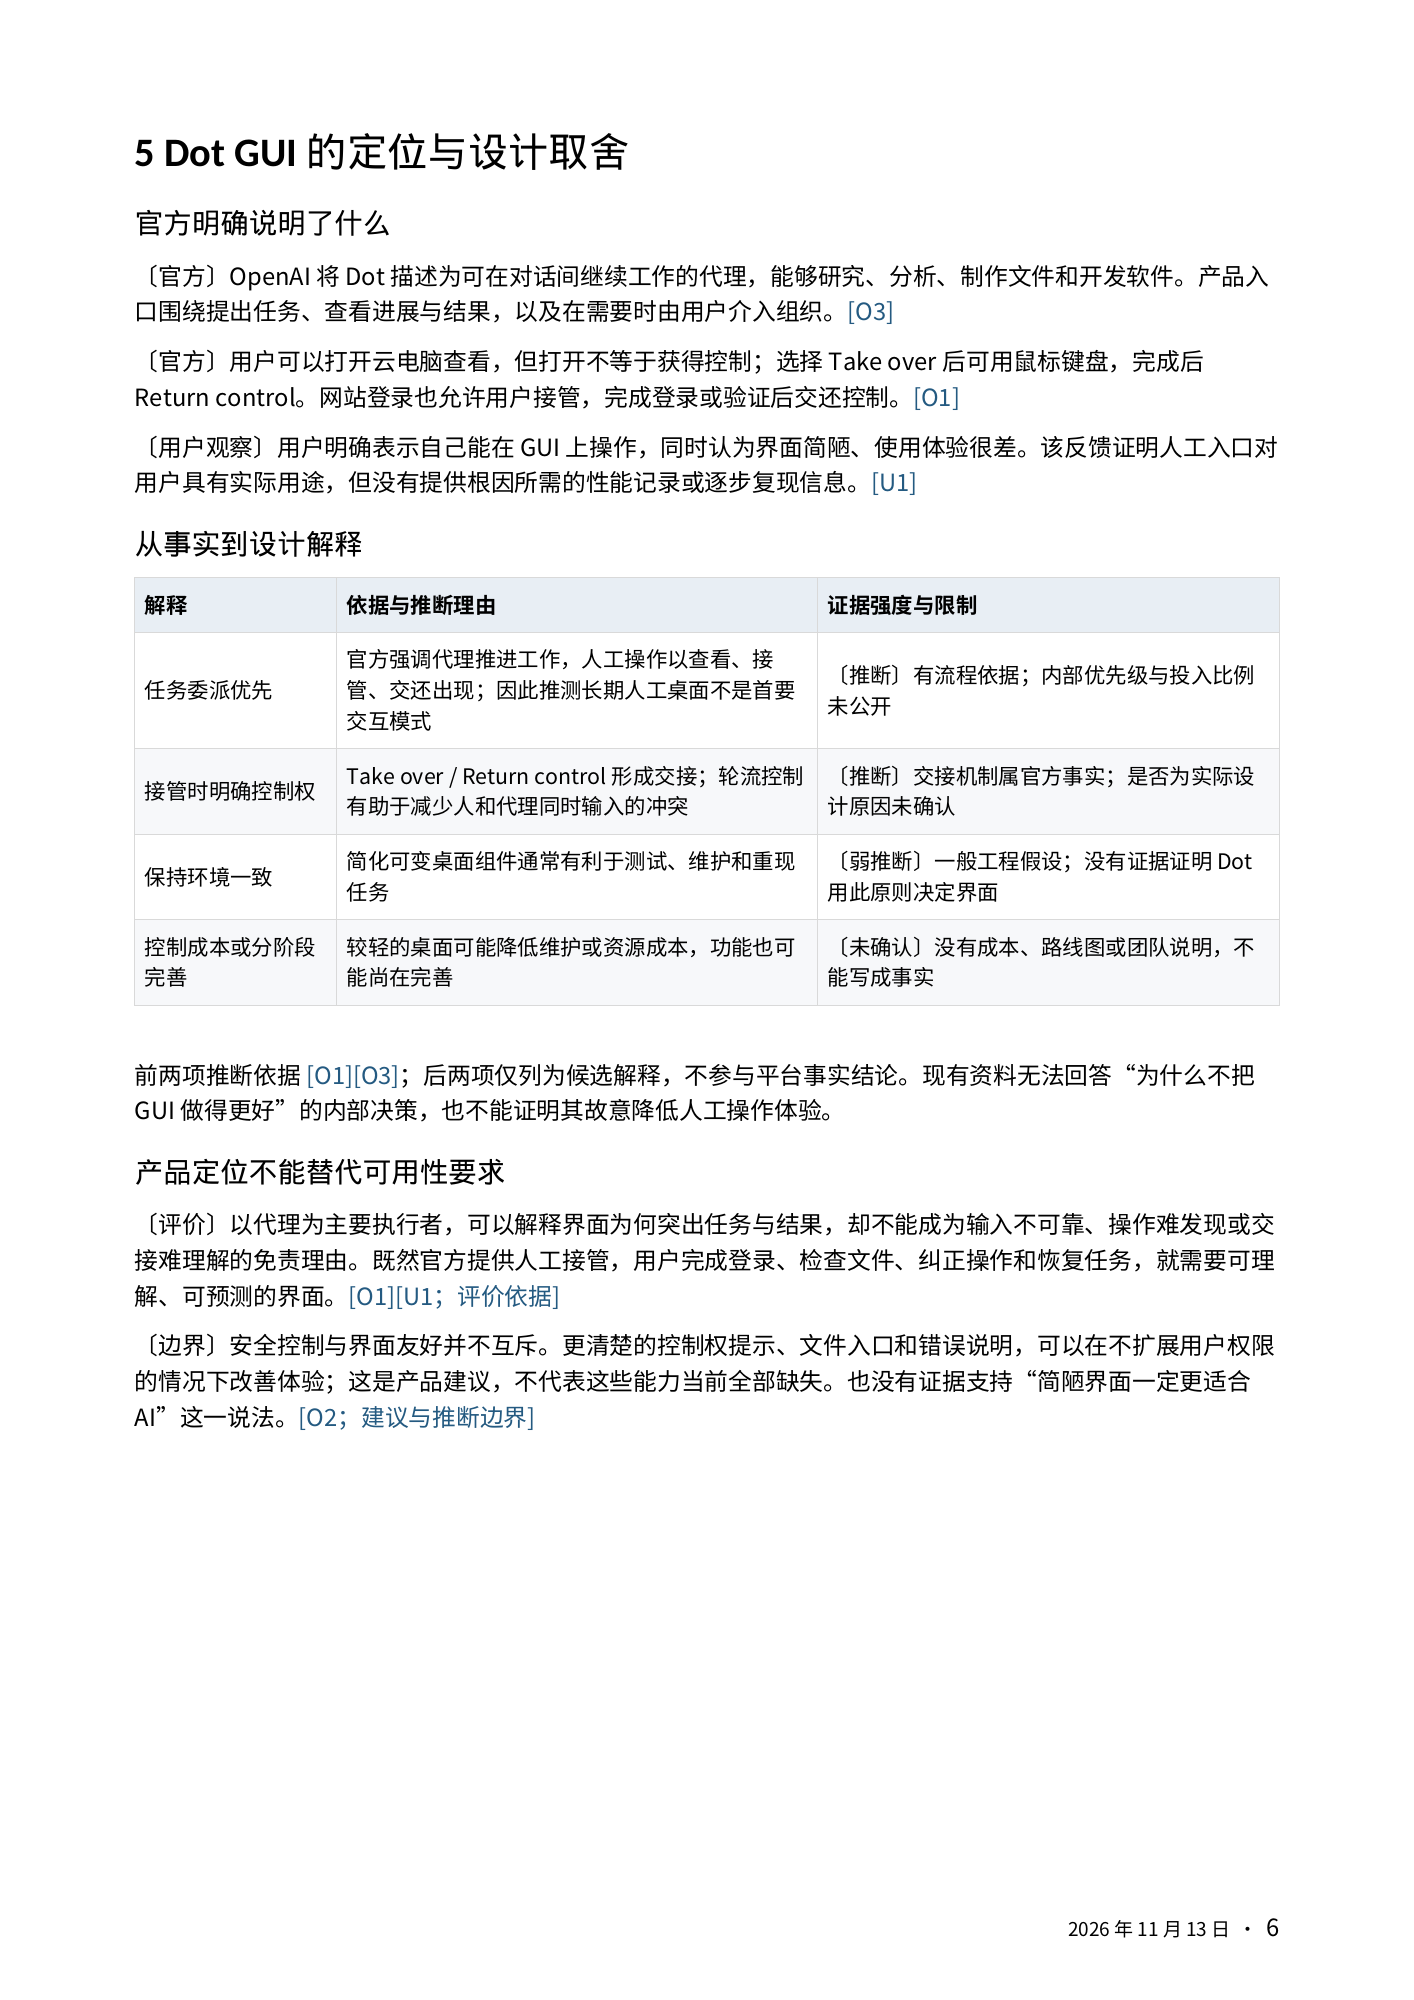 5 Dot GUI 的定位与设计取舍
官方明确说明了什么
〔官方〕OpenAI 将 Dot 描述为可在对话间继续工作的代理，能够研究、分析、制作文件和开发软件。产品入
口围绕提出任务、查看进展与结果，以及在需要时由用户介入组织。[O3]
〔官方〕用户可以打开云电脑查看，但打开不等于获得控制；选择 Take over 后可用鼠标键盘，完成后
Return control。网站登录也允许用户接管，完成登录或验证后交还控制。[O1]
〔用户观察〕用户明确表示自己能在 GUI 上操作，同时认为界面简陋、使用体验很差。该反馈证明人工入口对
用户具有实际用途，但没有提供根因所需的性能记录或逐步复现信息。[U1]
从事实到设计解释
解释
依据与推断理由
证据强度与限制
任务委派优先
官方强调代理推进工作，人工操作以查看、接
管、交还出现；因此推测长期人工桌面不是首要
交互模式
〔推断〕有流程依据；内部优先级与投入比例
未公开
接管时明确控制权
Take over / Return control 形成交接；轮流控制
有助于减少人和代理同时输入的冲突
〔推断〕交接机制属官方事实；是否为实际设
计原因未确认
保持环境一致
简化可变桌面组件通常有利于测试、维护和重现
任务
〔弱推断〕一般工程假设；没有证据证明 Dot
用此原则决定界面
控制成本或分阶段
完善
较轻的桌面可能降低维护或资源成本，功能也可
能尚在完善
〔未确认〕没有成本、路线图或团队说明，不
能写成事实
前两项推断依据 [O1][O3]；后两项仅列为候选解释，不参与平台事实结论。现有资料无法回答“为什么不把
GUI 做得更好”的内部决策，也不能证明其故意降低人工操作体验。
产品定位不能替代可用性要求
〔评价〕以代理为主要执行者，可以解释界面为何突出任务与结果，却不能成为输入不可靠、操作难发现或交
接难理解的免责理由。既然官方提供人工接管，用户完成登录、检查文件、纠正操作和恢复任务，就需要可理
解、可预测的界面。[O1][U1；评价依据]
〔边界〕安全控制与界面友好并不互斥。更清楚的控制权提示、文件入口和错误说明，可以在不扩展用户权限
的情况下改善体验；这是产品建议，不代表这些能力当前全部缺失。也没有证据支持“简陋界面一定更适合
AI”这一说法。[O2；建议与推断边界]
2026 年 11 月 13 日 · 6